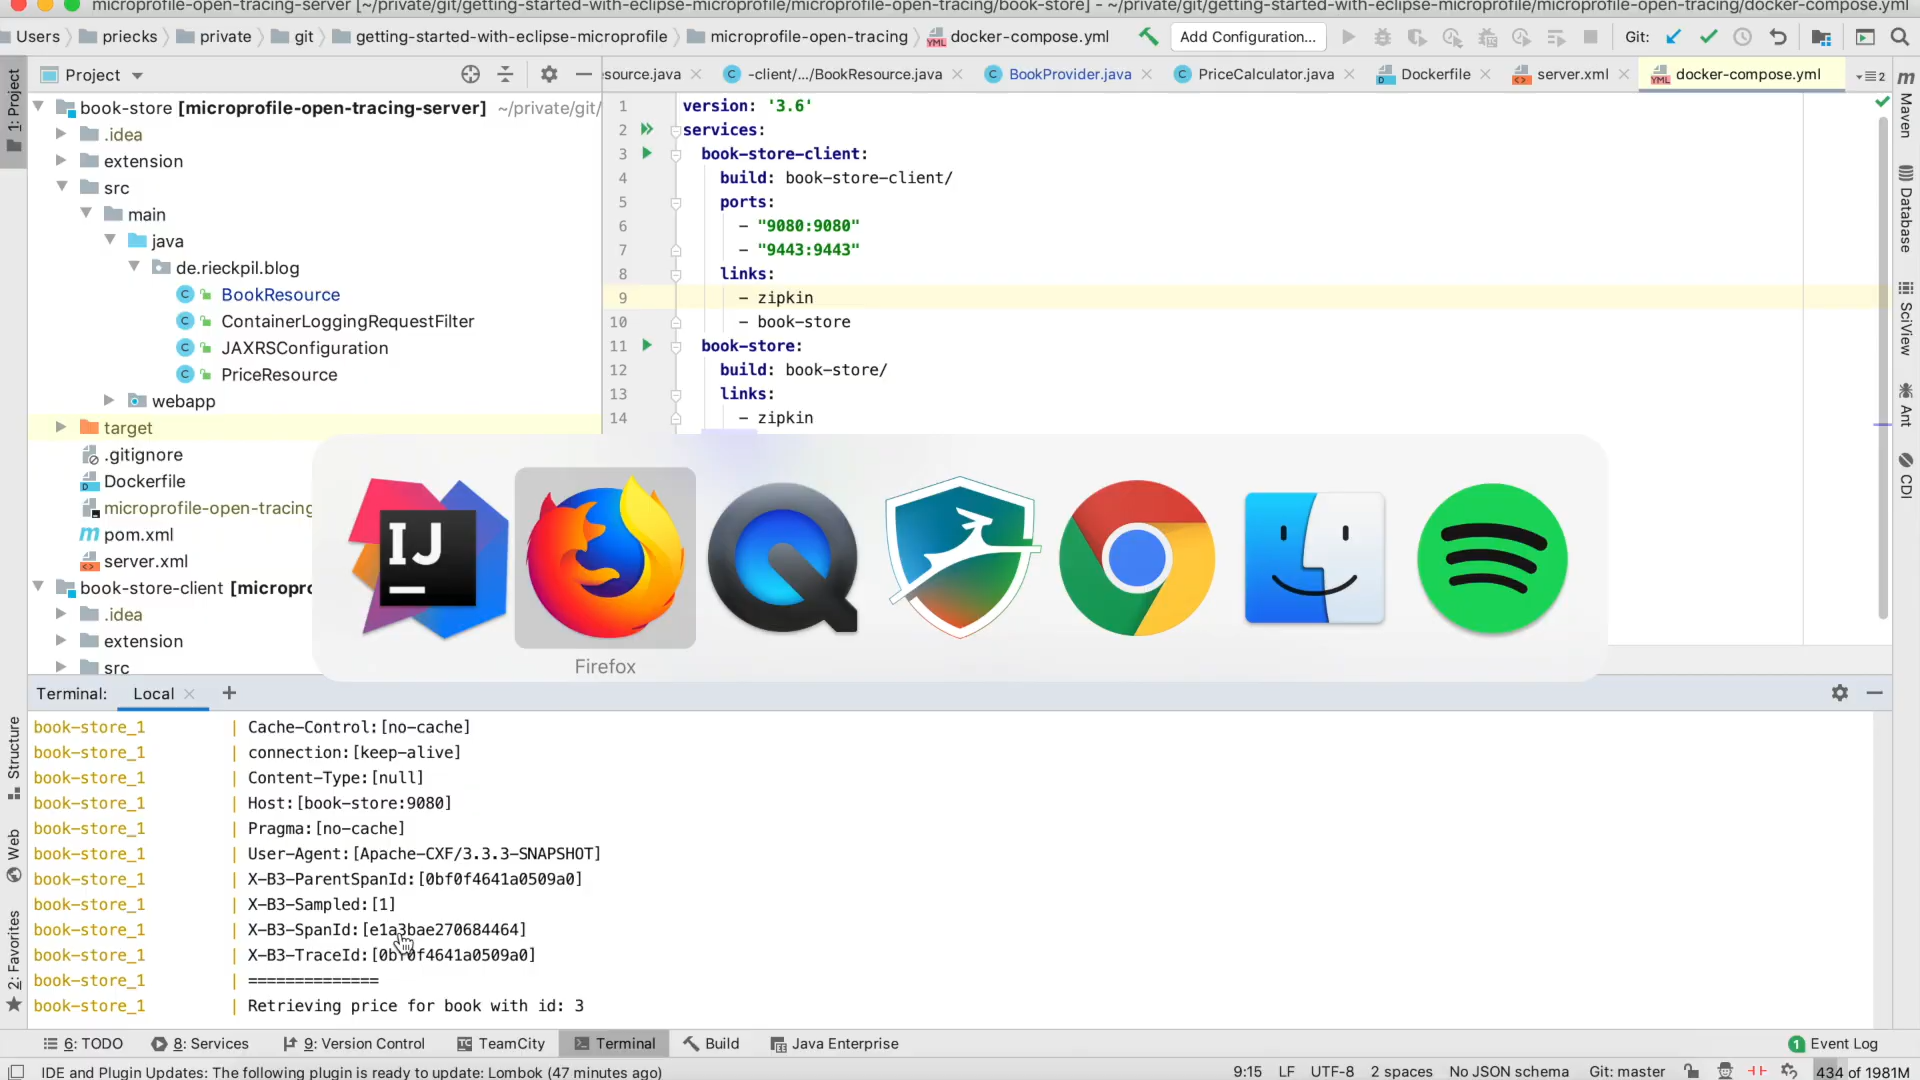 microprofile-open-tracing-server [~/private/git/getting-started-with-eclipse-microprofile/microprofile-open-tracing/book-store] - ~/private/git/getting-started-with-eclipse-microprofile/microprofile-open-tracing/docker-compose.yml
Users priecks private git getting-started-with-eclipse-microprofile microprofile-open-tracing docker-compose.yml Add Configuration... Git:
Project
source.java -client/.../BookResource.java BookProvider.java PriceCalculator.java Dockerfile server.xml docker-compose.yml 2
1: Project
Maven
Database
SciView
Ant
CDI
book-store [microprofile-open-tracing-server] ~/private/git/
.idea
extension
src
main
java
de.rieckpil.blog
BookResource
ContainerLoggingRequestFilter
JAXRSConfiguration
PriceResource
webapp
target
.gitignore
Dockerfile
microprofile-open-tracing
pom.xml
server.xml
book-store-client [micropro
.idea
extension
src
1 version: '3.6'
2 services:
3 book-store-client:
4 build: book-store-client/
5 ports:
6 - "9080:9080"
7 - "9443:9443"
8 links:
9 - zipkin
10 - book-store
11 book-store:
12 build: book-store/
13 links:
14 - zipkin
IJ
Firefox
Structure
Web
2: Favorites
Terminal: Local +
book-store_1 | Cache-Control:[no-cache]
book-store_1 | connection:[keep-alive]
book-store_1 | Content-Type:[null]
book-store_1 | Host:[book-store:9080]
book-store_1 | Pragma:[no-cache]
book-store_1 | User-Agent:[Apache-CXF/3.3.3-SNAPSHOT]
book-store_1 | X-B3-ParentSpanId:[0bf0f4641a0509a0]
book-store_1 | X-B3-Sampled:[1]
book-store_1 | X-B3-SpanId:[e1a3bae270684464]
book-store_1 | X-B3-TraceId:[0bf0f4641a0509a0]
book-store_1 | ==============
book-store_1 | Retrieving price for book with id: 3
6: TODO 8: Services 9: Version Control TeamCity Terminal Build Java Enterprise 1 Event Log
IDE and Plugin Updates: The following plugin is ready to update: Lombok (47 minutes ago) 9:15 LF UTF-8 2 spaces No JSON schema Git: master 434 of 1981M